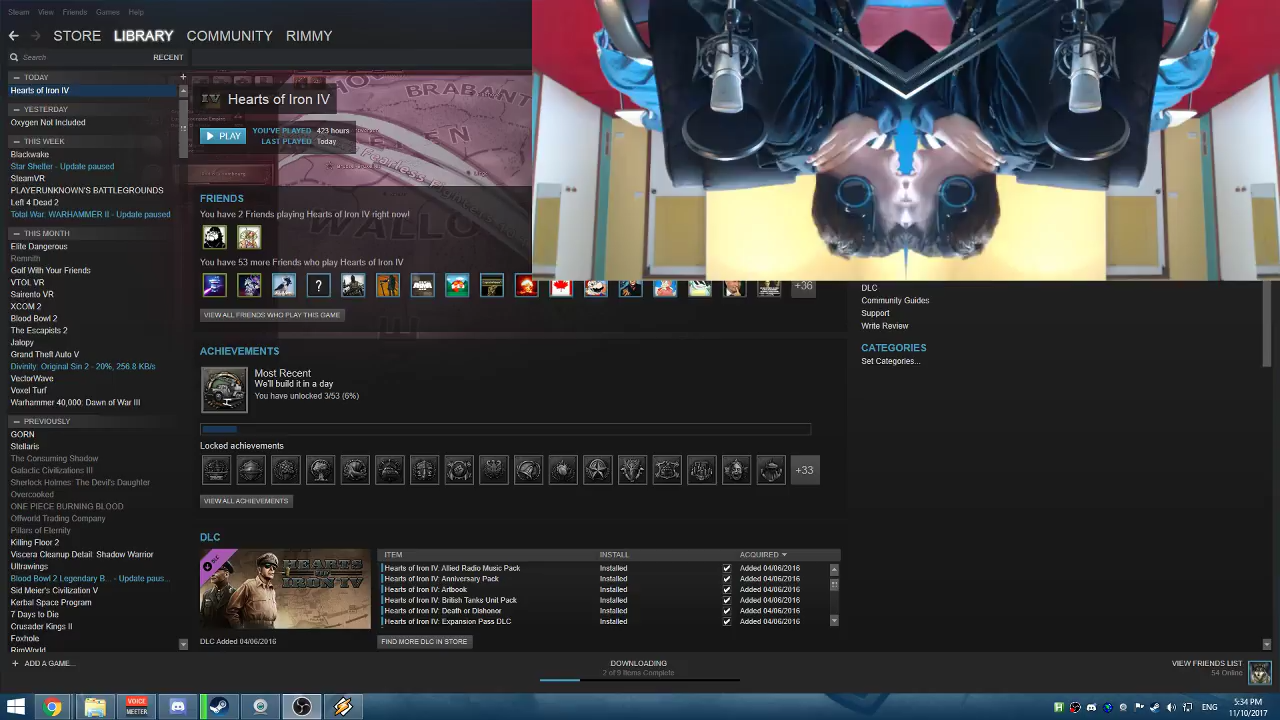 Steam View Friends Games Help
STORE LIBRARY COMMUNITY RIMMY
Search RECENT
TODAY
Hearts of Iron IV
YESTERDAY
Oxygen Not Included
THIS WEEK
Blackwake
Star Shelter - Update paused
SteamVR
PLAYERUNKNOWN'S BATTLEGROUNDS
Left 4 Dead 2
Total War: WARHAMMER II - Update paused
THIS MONTH
Elite Dangerous
Remnith
Golf With Your Friends
VTOL VR
Sairento VR
XCOM 2
Blood Bowl 2
The Escapists 2
Jalopy
Grand Theft Auto V
Divinity: Original Sin 2 - 20%, 256.8 KB/s
VectorWave
Voxel Turf
Warhammer 40,000: Dawn of War III
PREVIOUSLY
GORN
Stellaris
The Consuming Shadow
Galactic Civilizations III
Sherlock Holmes: The Devil's Daughter
Overcooked
ONE PIECE BURNING BLOOD
Offworld Trading Company
Pillars of Eternity
Killing Floor 2
Viscera Cleanup Detail: Shadow Warrior
Ultravings
Blood Bowl 2 Legendary B... - Update paus...
Sid Meier's Civilization V
Kerbal Space Program
7 Days to Die
Crusader Kings II
Foxhole
RimWorld
ADD A GAME...
Hearts of Iron IV
BRABANT
PLAY
YOU'VE PLAYED 423 hours
LAST PLAYED Today
WALL
FRIENDS
You have 2 Friends playing Hearts of Iron IV right now!
You have 53 more Friends who play Hearts of Iron IV
+36
VIEW ALL FRIENDS WHO PLAY THIS GAME
ACHIEVEMENTS
Most Recent
We'll build it in a day
You have unlocked 3/53 (6%)
Locked achievements
+33
VIEW ALL ACHIEVEMENTS
DLC
HEARTS OF IRON IV
DLC Added 04/06/2016
ITEM INSTALL ACQUIRED
Hearts of Iron IV: Allied Radio Music Pack Installed Added 04/06/2016
Hearts of Iron IV: Anniversary Pack Installed Added 04/06/2016
Hearts of Iron IV: Artbook Installed Added 04/06/2016
Hearts of Iron IV: British Tanks Unit Pack Installed Added 04/06/2016
Hearts of Iron IV: Death or Dishonor Installed Added 04/06/2016
Hearts of Iron IV: Expansion Pass DLC Installed Added 04/06/2016
FIND MORE DLC IN STORE
DLC
Community Guides
Support
Write Review
CATEGORIES
Set Categories...
DOWNLOADING
2 of 9 Items Complete
VIEW FRIENDS LIST
54 Online
VOICE
MEETER
ENG
5:34 PM
11/10/2017